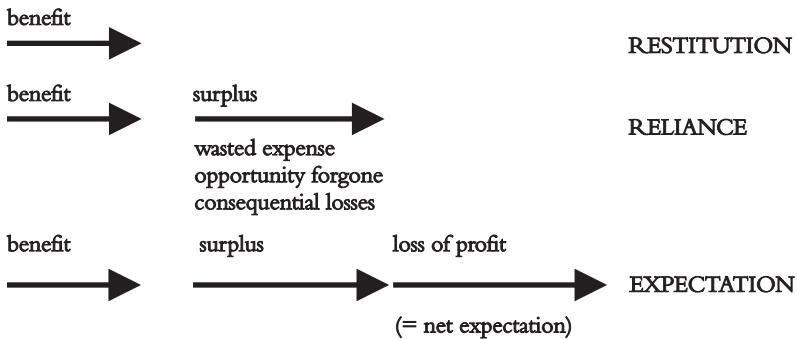 benefit
RESTITUTION
benefit surplus
RELIANCE
wasted expense
opportunity forgone
consequential losses
benefit surplus loss of profit
EXPECTATION
(= net expectation)